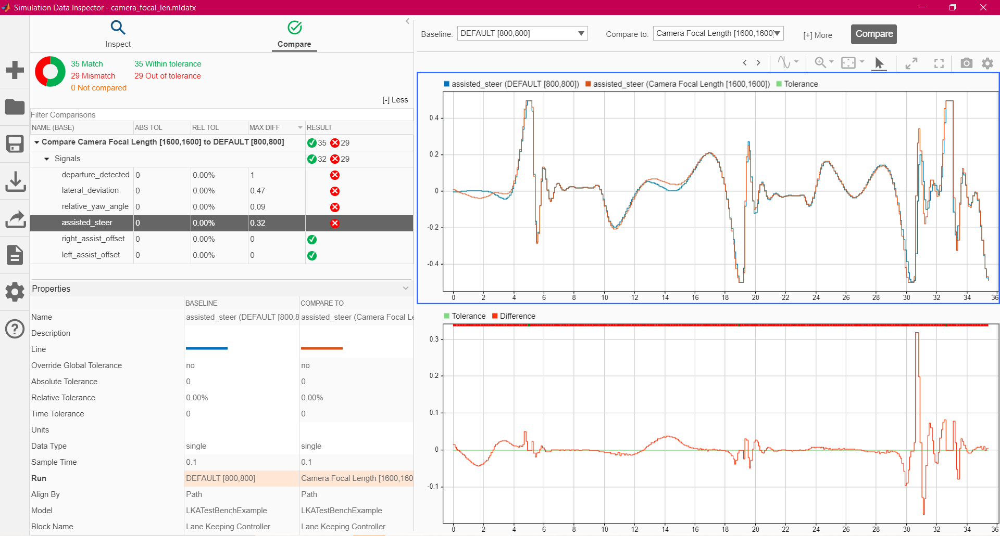 Simulation Data Inspector - camera_focal_len.mldatx
Inspect
Compare
35 Match
35 Within tolerance
29 Mismatch
29 Out of tolerance
0 Not compared
[-] Less
Filter Comparisons
NAME (BASE) ABS TOL REL TOL MAX DIFF RESULT
Compare Camera Focal Length [1600,1600] to DEFAULT [800,800] 35 29
Signals 32 29
departure_detected 0 0.00% 1
lateral_deviation 0 0.00% 0.47
relative_yaw_angle 0 0.00% 0.09
assisted_steer 0 0.00% 0.32
right_assist_offset 0 0.00% 0
left_assist_offset 0 0.00% 0
Properties
BASELINE COMPARE TO
Name assisted_steer (DEFAULT [800,8 assisted_steer (Camera Focal Le
Description
Line
Override Global Tolerance no no
Absolute Tolerance 0 0
Relative Tolerance 0.00% 0.00%
Time Tolerance 0 0
Units
Data Type single single
Sample Time 0.1 0.1
Run DEFAULT [800,800] Camera Focal Length [1600,160
Align By Path Path
Model LKATestBenchExample LKATestBenchExample
Block Name Lane Keeping Controller Lane Keeping Controller
Baseline: DEFAULT [800,800] Compare to: Camera Focal Length [1600,1600] [+] More Compare
assisted_steer (DEFAULT [800,800]) assisted_steer (Camera Focal Length [1600,1600]) Tolerance
0.4
0.2
0
-0.2
-0.4
0 2 4 6 8 10 12 14 16 18 20 22 24 26 28 30 32 34 36
Tolerance Difference
0.3
0.2
0.1
0
-0.1
0 2 4 6 8 10 12 14 16 18 20 22 24 26 28 30 32 34 36